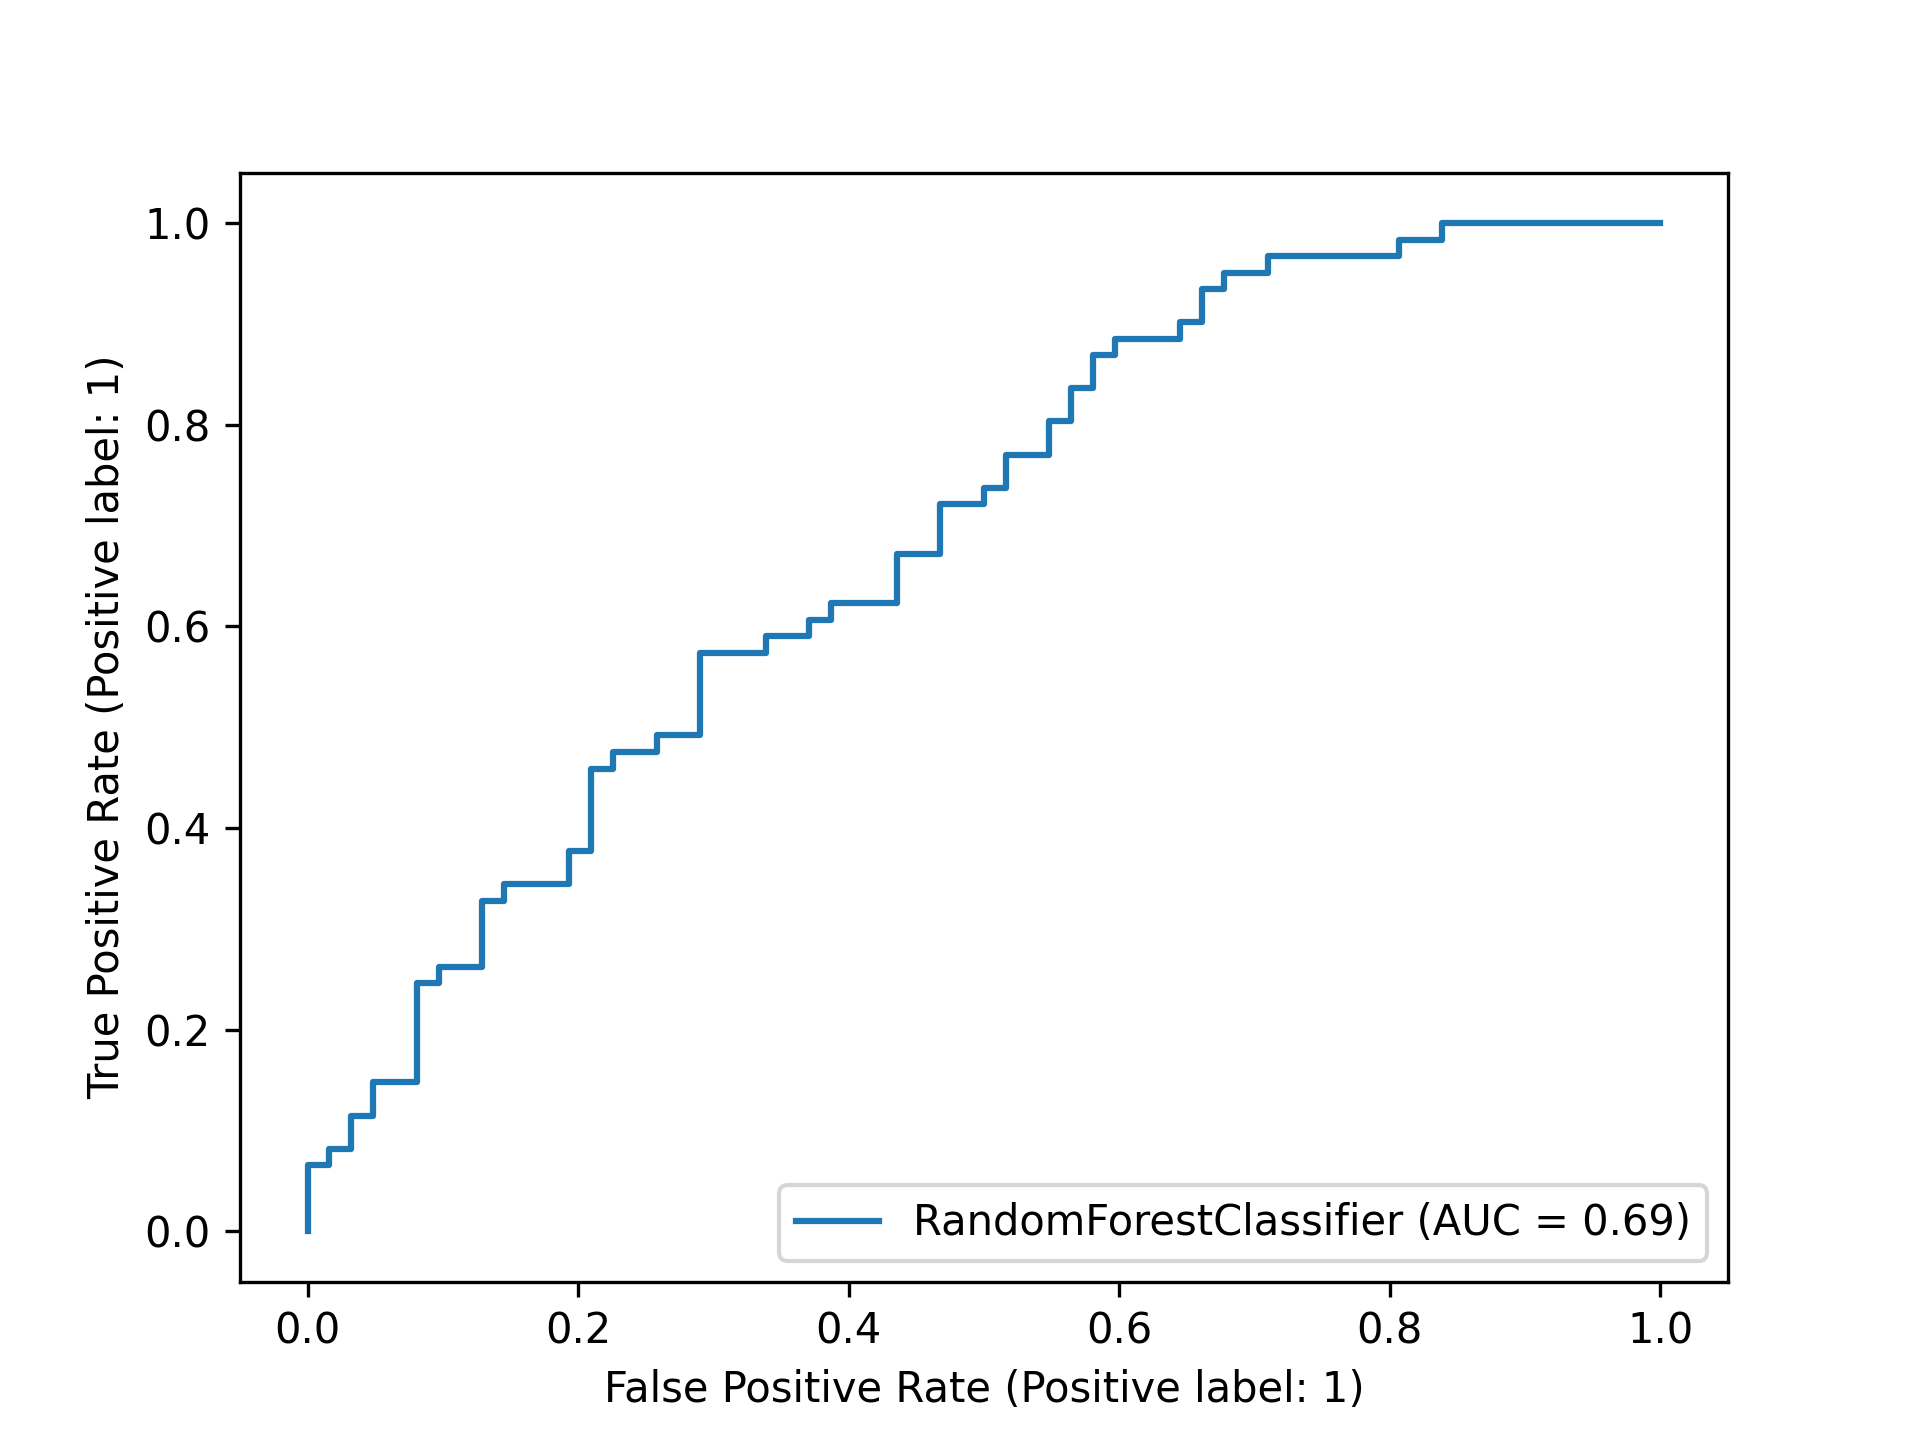 1.0
0.8
0.6
0.4
0.2
0.0
True Positive Rate (Positive label: 1)
RandomForestClassifier (AUC = 0.69)
0.0 0.2 0.4 0.6 0.8 1.0
False Positive Rate (Positive label: 1)